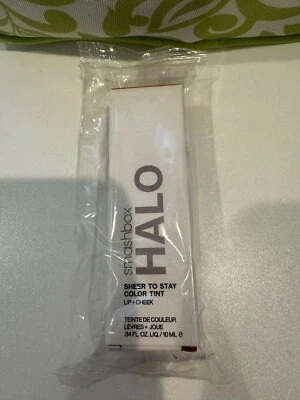 smashbox
HALO
SHEER TO STAY
COLOR TINT
LIP + CHEEK
TEINTE DE COULEUR
LÈVRES + JOUE
.34 FL. OZ. LIQ. / 10 ML ℮